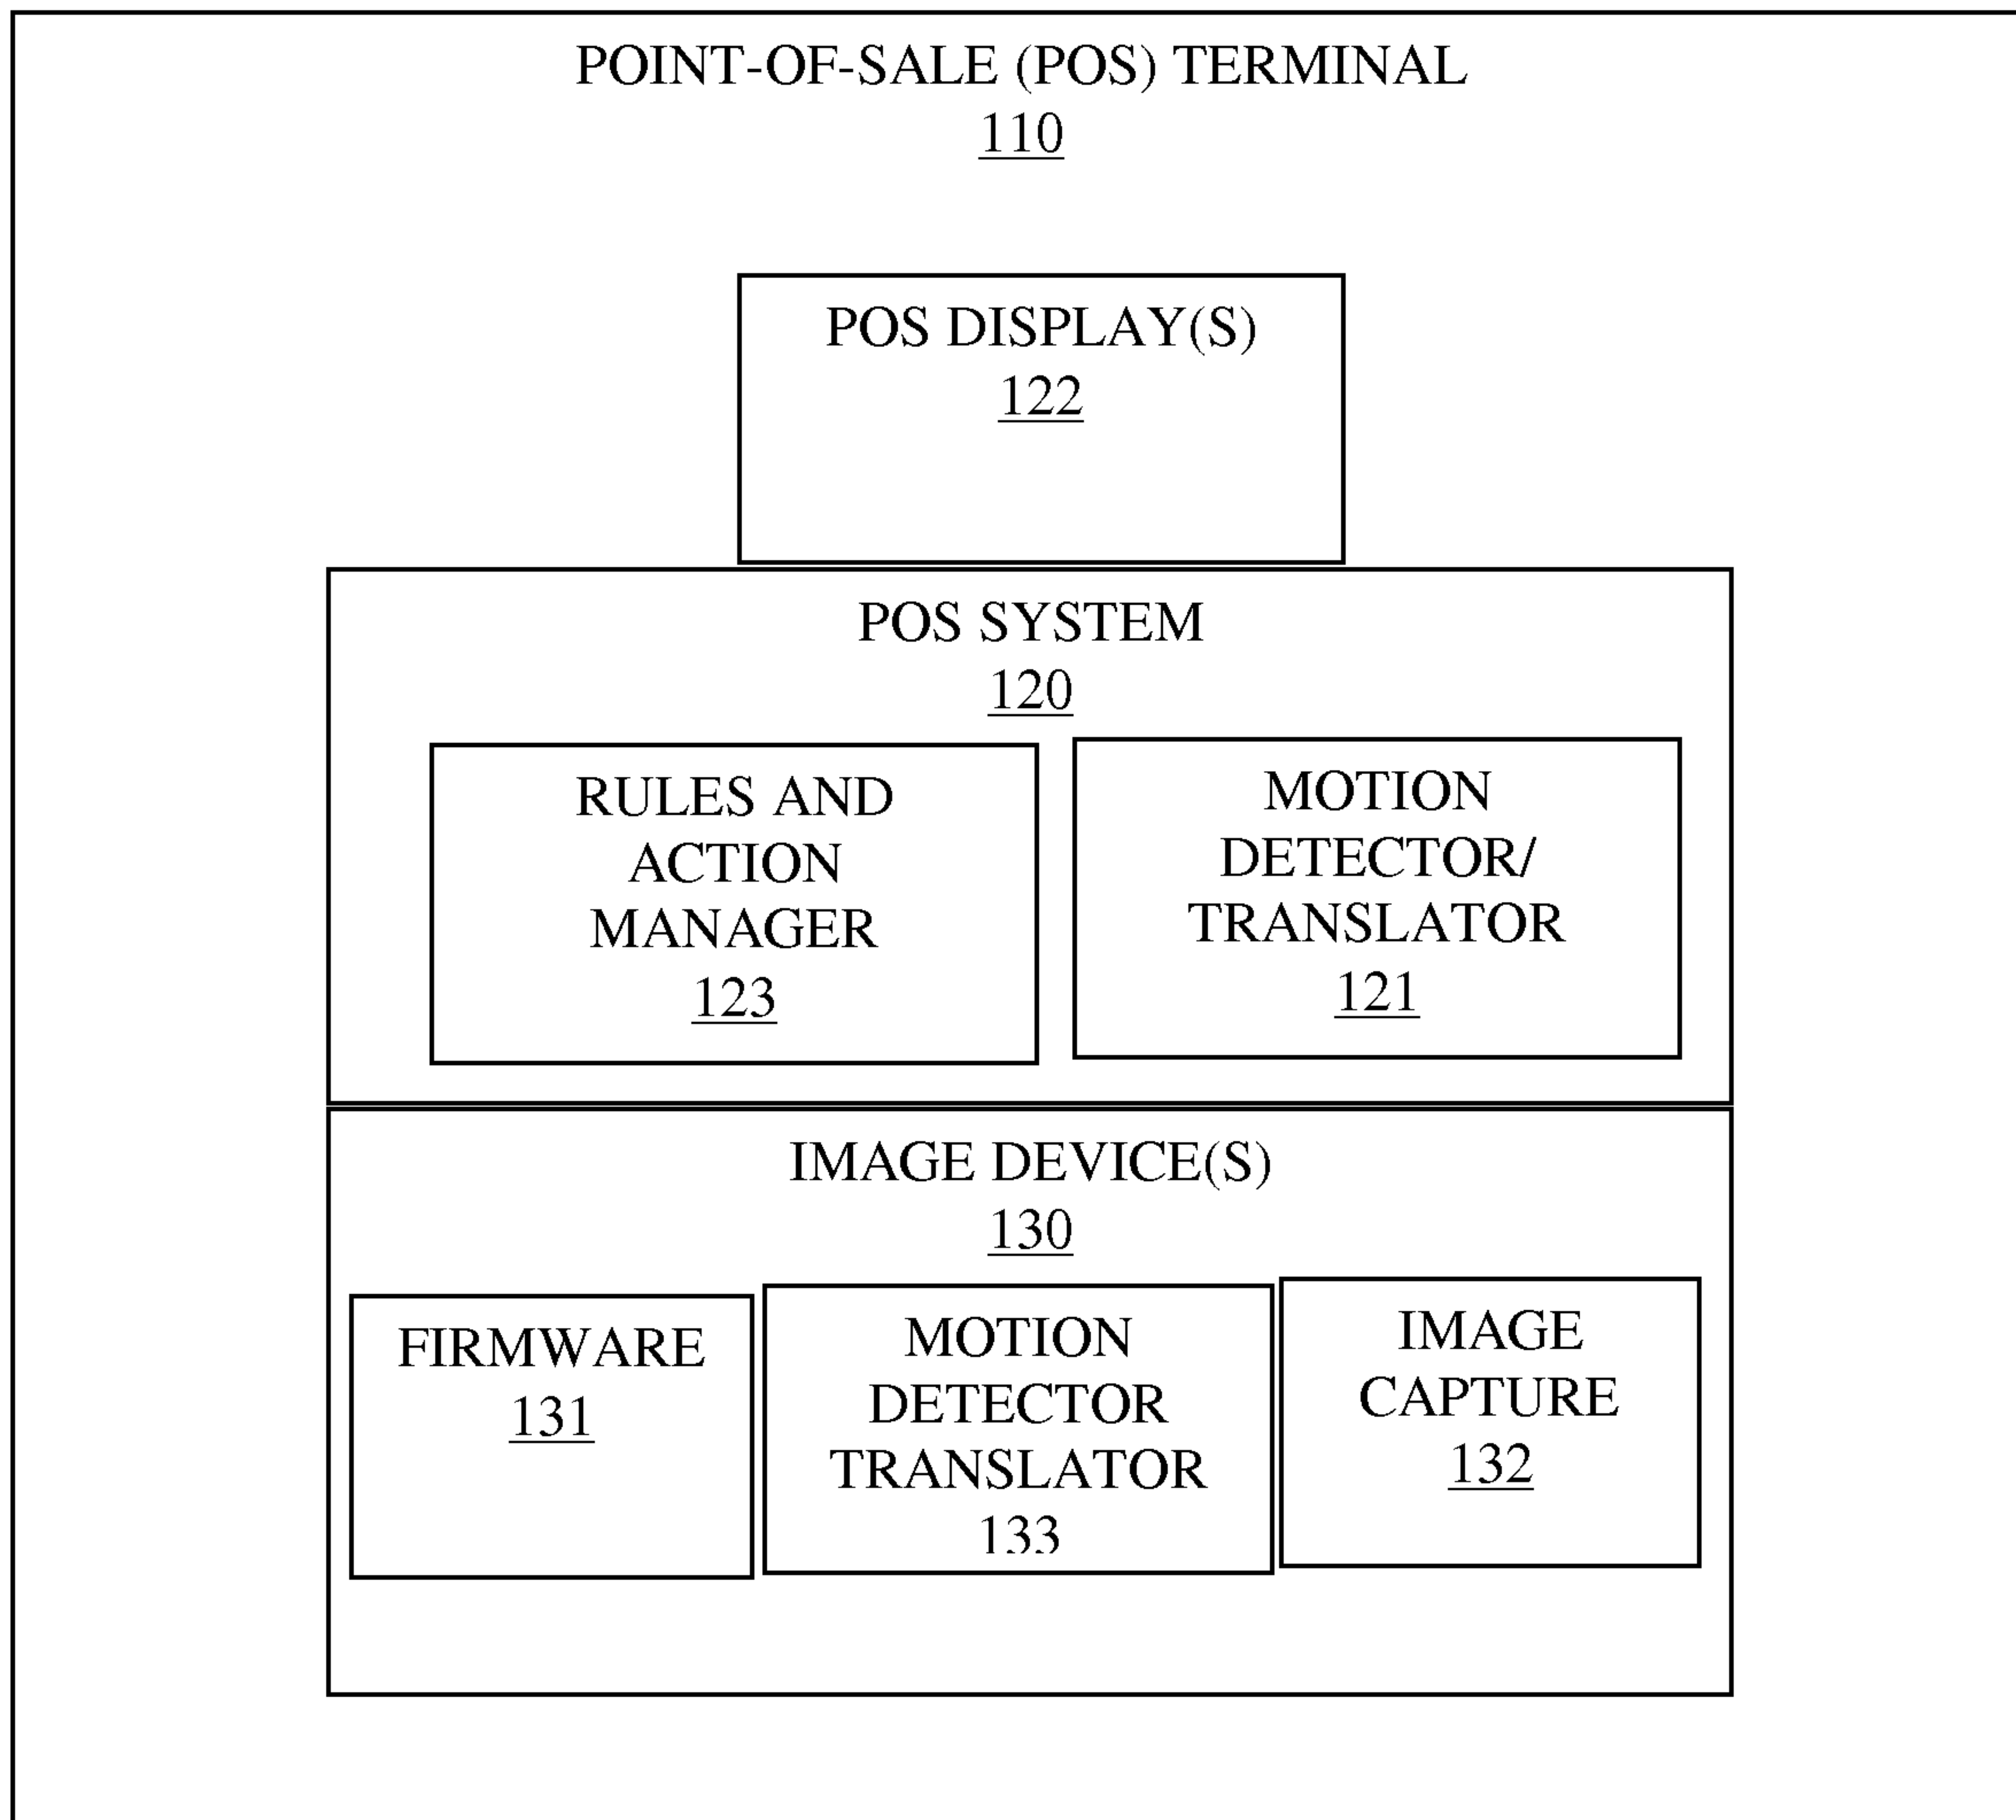 POINT-OF-SALE (POS) TERMINAL
110
POS DISPLAY(S)
122
POS SYSTEM
120
RULES AND
ACTION
MANAGER
123
MOTION
DETECTOR/
TRANSLATOR
121
IMAGE DEVICE(S)
130
FIRMWARE
131
MOTION
DETECTOR
TRANSLATOR
133
IMAGE
CAPTURE
132